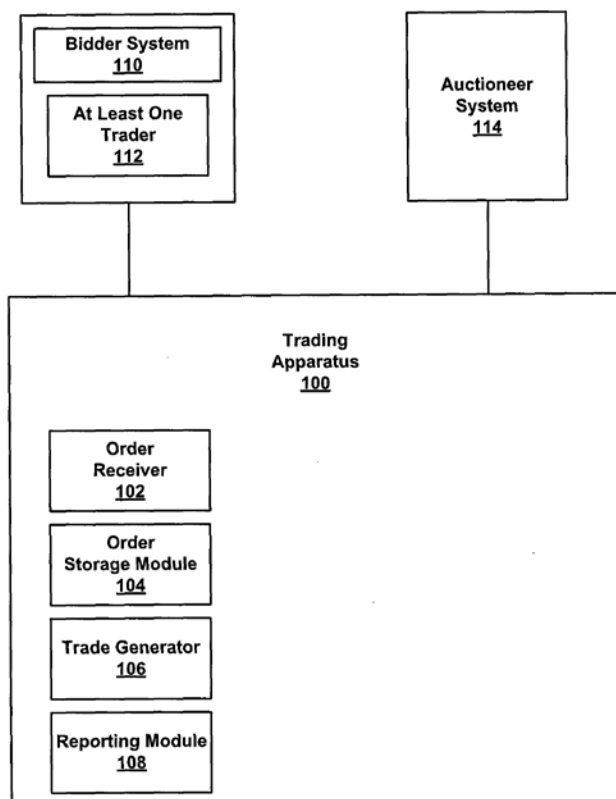 Bidder System
110
At Least One
Trader
112
Auctioneer
System
114
Trading
Apparatus
100
Order
Receiver
102
Order
Storage Module
104
Trade Generator
106
Reporting Module
108